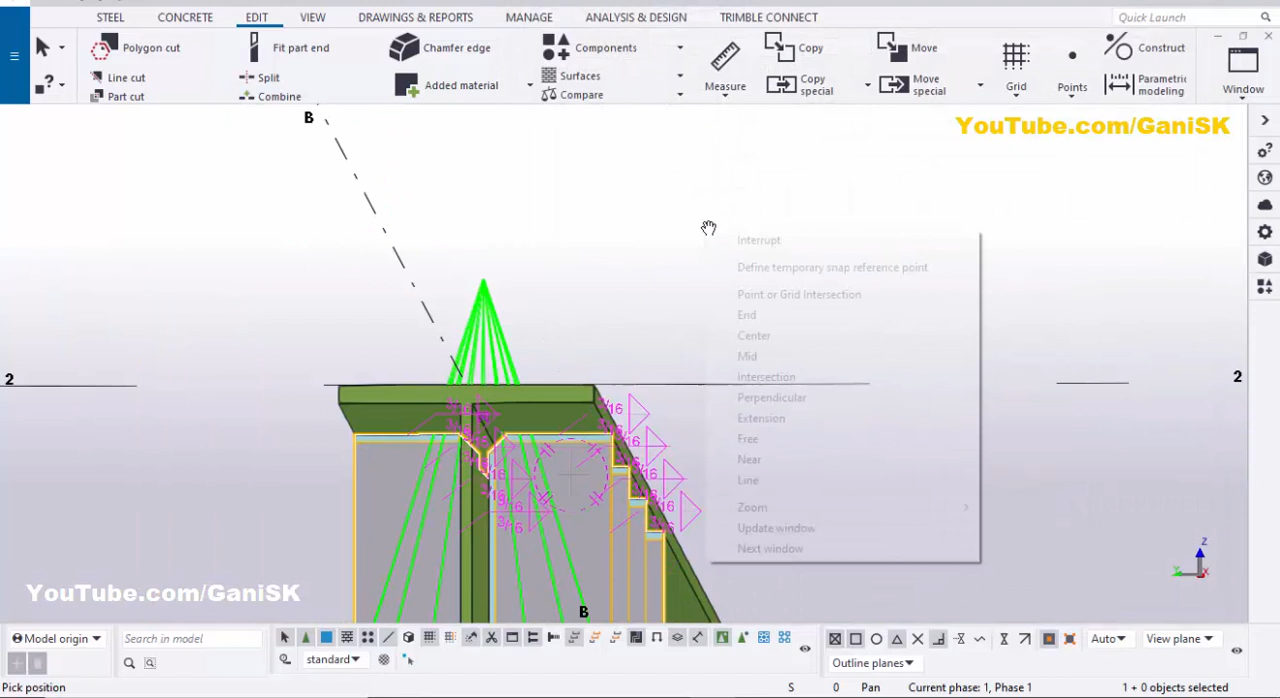 STEEL CONCRETE EDIT VIEW DRAWINGS & REPORTS MANAGE ANALYSIS & DESIGN TRIMBLE CONNECT Quick Launch
Polygon cut Fit part end Chamfer edge Components Copy Move Construct
Line cut Split Added material Surfaces Measure Copy special Move special Grid Points Parametric modeling Window
Part cut Combine Compare
B
YouTube.com/GaniSK
Interrupt
Define temporary snap reference point
Point or Grid Intersection
End
Center
Mid
2 Intersection 2
Perpendicular
Extension
Free
Near
Line
Zoom
Update window
Next window
Z
Y X
YouTube.com/GaniSK
B
Model origin Search in model Auto View plane
standard Outline planes
Pick position S 0 Pan Current phase: 1, Phase 1 1 + 0 objects selected